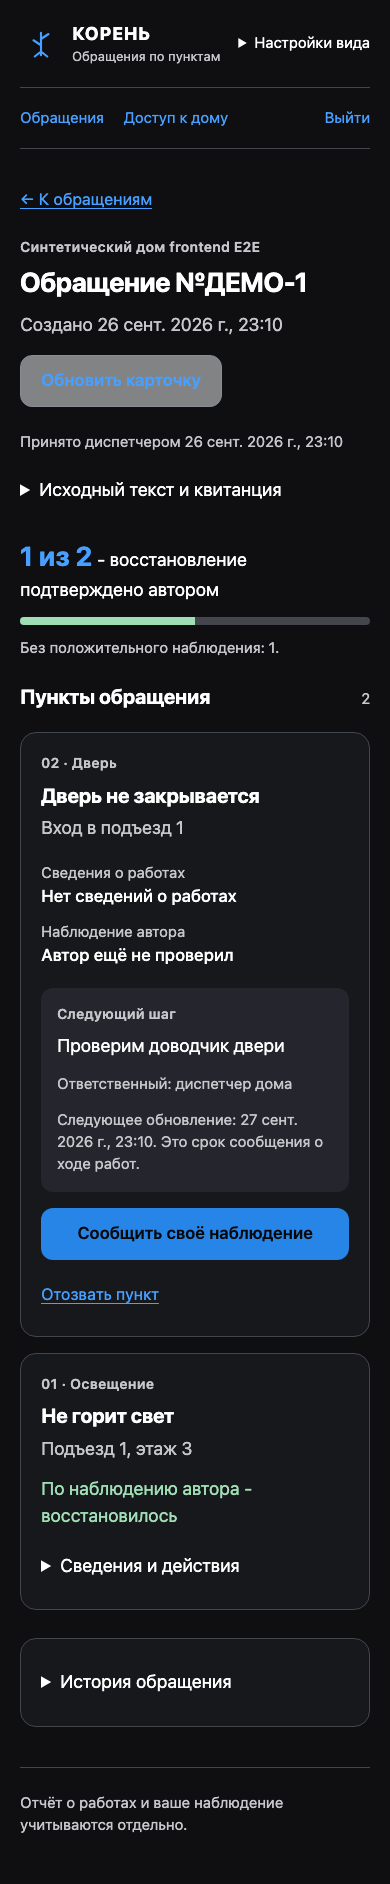 КОРЕНЬ
Обращения по пунктам
▶ Настройки вида
Обращения Доступ к дому Выйти
← К обращениям
Синтетический дом frontend E2E
Обращение №ДЕМО-1
Создано 26 сент. 2026 г., 23:10
Обновить карточку
Принято диспетчером 26 сент. 2026 г., 23:10
▶ Исходный текст и квитанция
1 из 2 - восстановление
подтверждено автором
Без положительного наблюдения: 1.
Пункты обращения 2
02 · Дверь
Дверь не закрывается
Вход в подъезд 1
Сведения о работах
Нет сведений о работах
Наблюдение автора
Автор ещё не проверил
Следующий шаг
Проверим доводчик двери
Ответственный: диспетчер дома
Следующее обновление: 27 сент.
2026 г., 23:10. Это срок сообщения о
ходе работ.
Сообщить своё наблюдение
Отозвать пункт
01 · Освещение
Не горит свет
Подъезд 1, этаж 3
По наблюдению автора -
восстановилось
▶ Сведения и действия
▶ История обращения
Отчёт о работах и ваше наблюдение
учитываются отдельно.